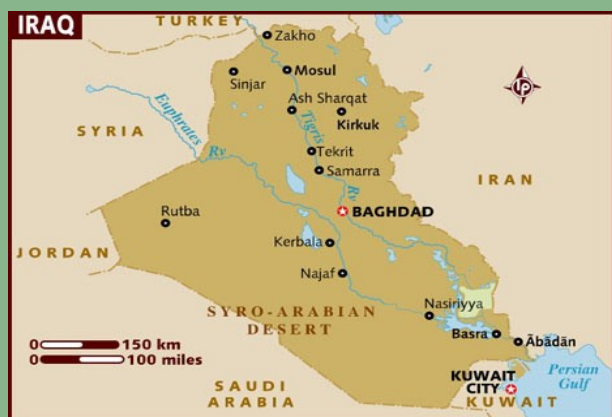 IRAQ
TURKEY
Zakho
Mosul
Sinjar
Ash Sharqat
Kirkuk
Euphrates
Rv
Tigris
Rv
SYRIA
Tekrit
Samarra
IRAN
lp
Rutba
BAGHDAD
JORDAN
Kerbala
Najaf
SYRO-ARABIAN
DESERT
Nasiriyya
Basra
Ābādān
0 150 km
0 100 miles
KUWAIT
CITY
Persian
Gulf
SAUDI
ARABIA
KUWAIT